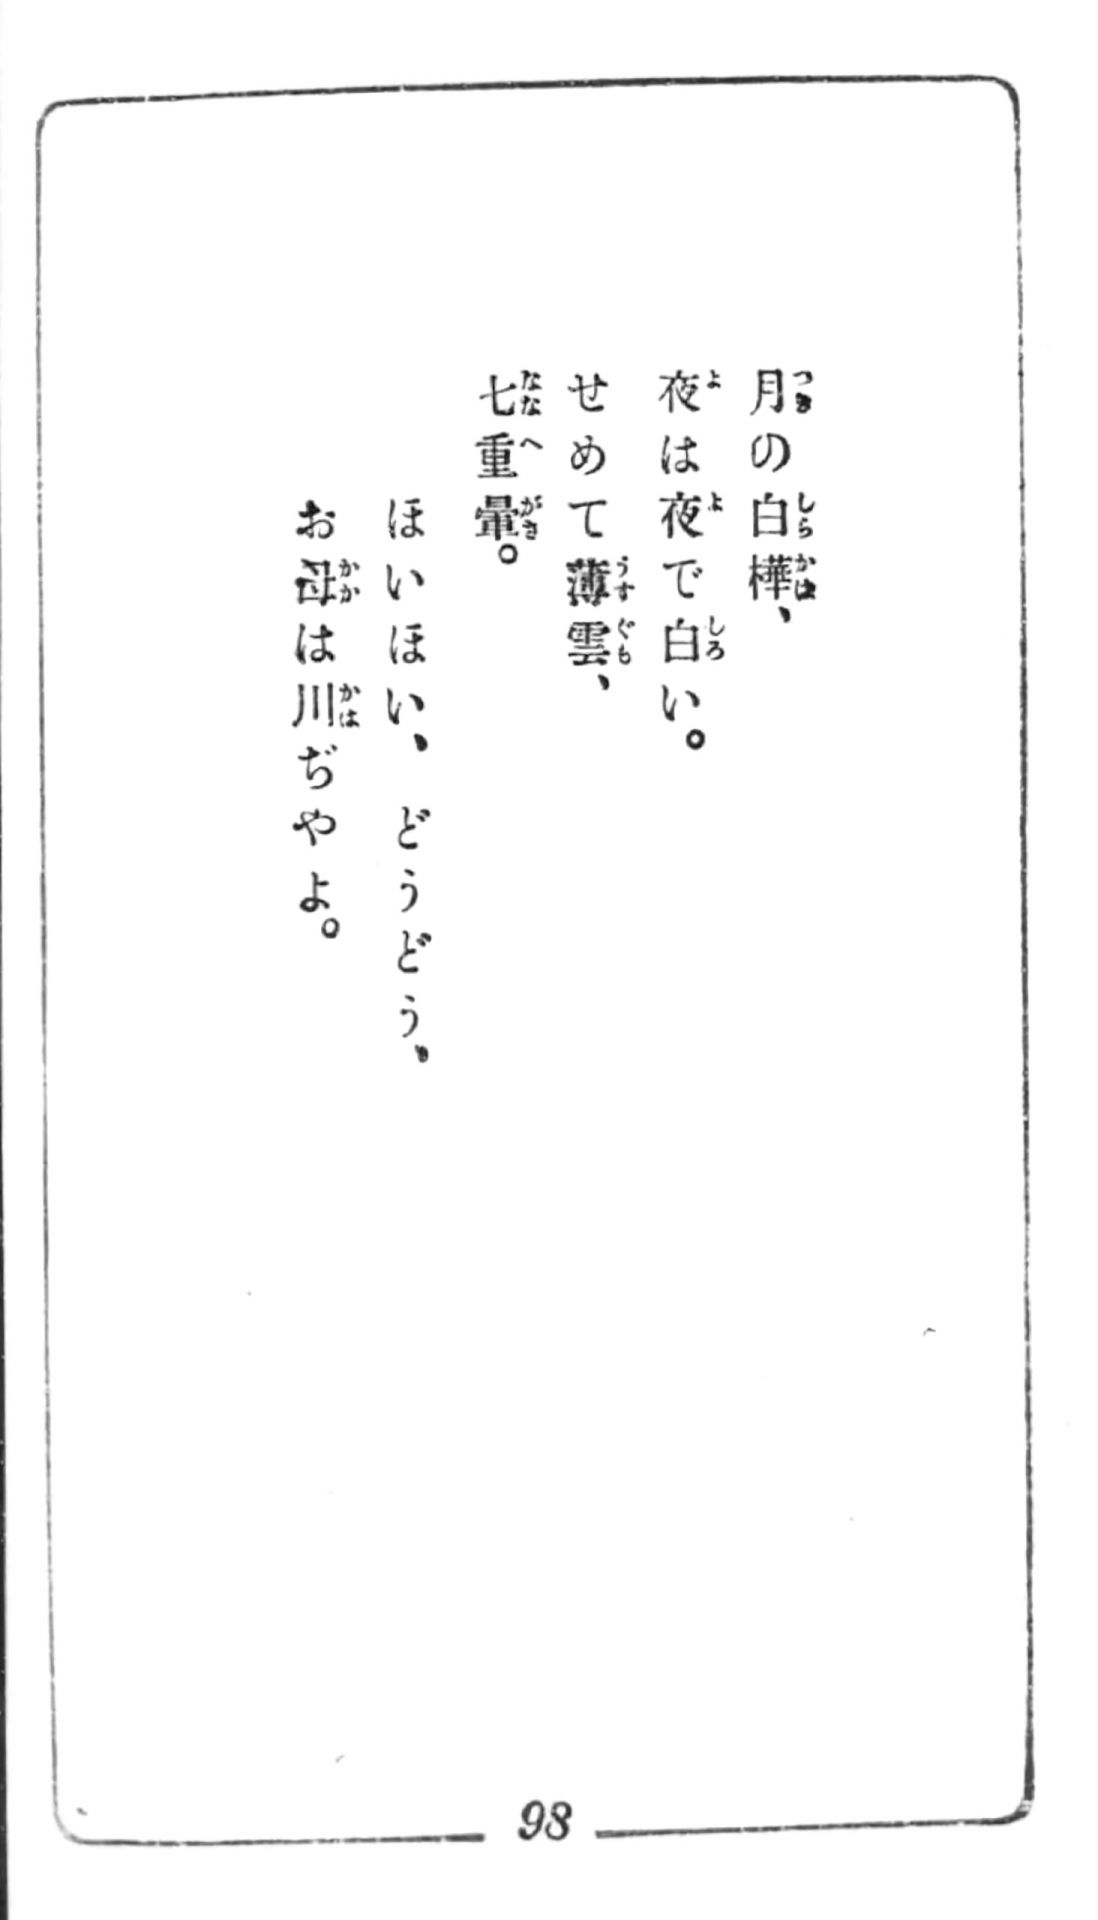 月の白樺、
夜は夜で白い。
せめて薄雲、
七重暈。
ほいほい、どうどう、
お母は川ぢやよ。
98